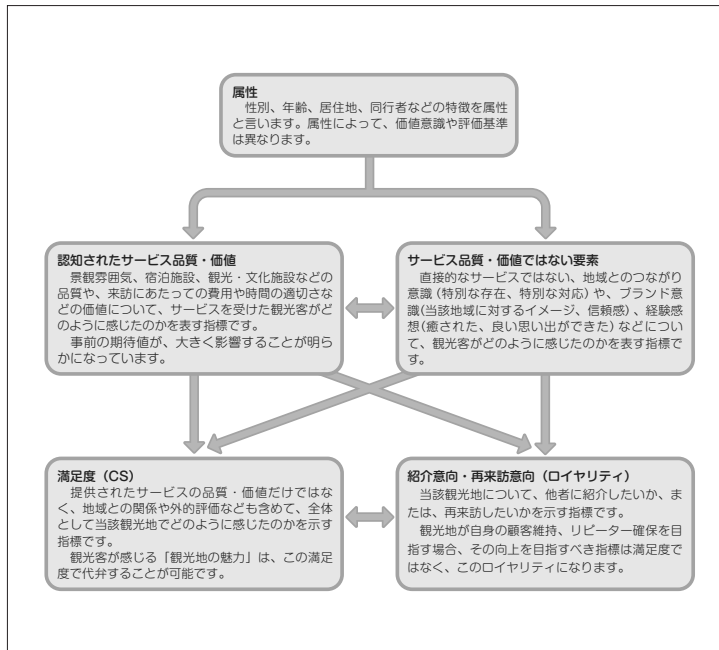 属性
性別、年齢、居住地、同行者などの特徴を属性
と言います。属性によって、価値意識や評価基準
は異なります。
認知されたサービス品質・価値
景観雰囲気、宿泊施設、観光・文化施設などの
品質や、来訪にあたっての費用や時間の適切さな
どの価値について、サービスを受けた観光客がど
のように感じたのかを表す指標です。
事前の期待値が、大きく影響することが明ら
かになっています。
サービス品質・価値ではない要素
直接的なサービスではない、地域とのつながり
意識(特別な存在、特別な対応)や、ブランド意
識(当該地域に対するイメージ、信頼感)、経験感
想(癒された、良い思い出ができた)などについ
て、観光客がどのように感じたのかを表す指標で
す。
満足度（CS）
提供されたサービスの品質・価値だけではな
く、地域との関係や外的評価なども含めて、全体
として当該観光地でどのように感じたのかを示す
指標です。
観光客が感じる「観光地の魅力」は、この満足
度で代弁することが可能です。
紹介意向・再来訪意向（ロイヤリティ）
当該観光地について、他者に紹介したいか、ま
たは、再来訪したいかを示す指標です。
観光地が自身の顧客維持、リピーター確保を目
指す場合、その向上を目指すべき指標は満足度で
はなく、このロイヤリティになります。